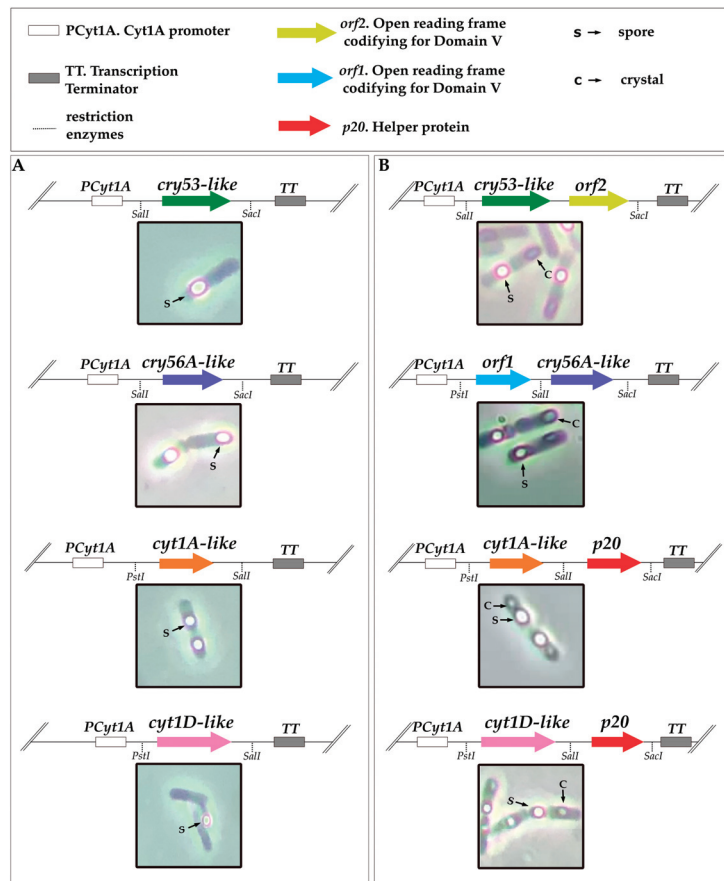 PCyt1A. Cyt1A promoter
TT. Transcription
Terminator
restriction
enzymes
orf2. Open reading frame
codifying for Domain V
orf1. Open reading frame
codifying for Domain V
p20. Helper protein
s → spore
c → crystal
A
PCyt1A cry53-like TT
SalI SacI
s
PCyt1A cry56A-like TT
SalI SacI
s
PCyt1A cyt1A-like TT
PstI SalI
s
PCyt1A cyt1D-like TT
PstI SalI
s
B
PCyt1A cry53-like orf2 TT
SalI SacI
c
s
PCyt1A orf1 cry56A-like TT
PstI SalI SacI
c
s
PCyt1A cyt1A-like p20 TT
PstI SalI SacI
c
s
PCyt1A cyt1D-like p20 TT
PstI SalI SacI
s c